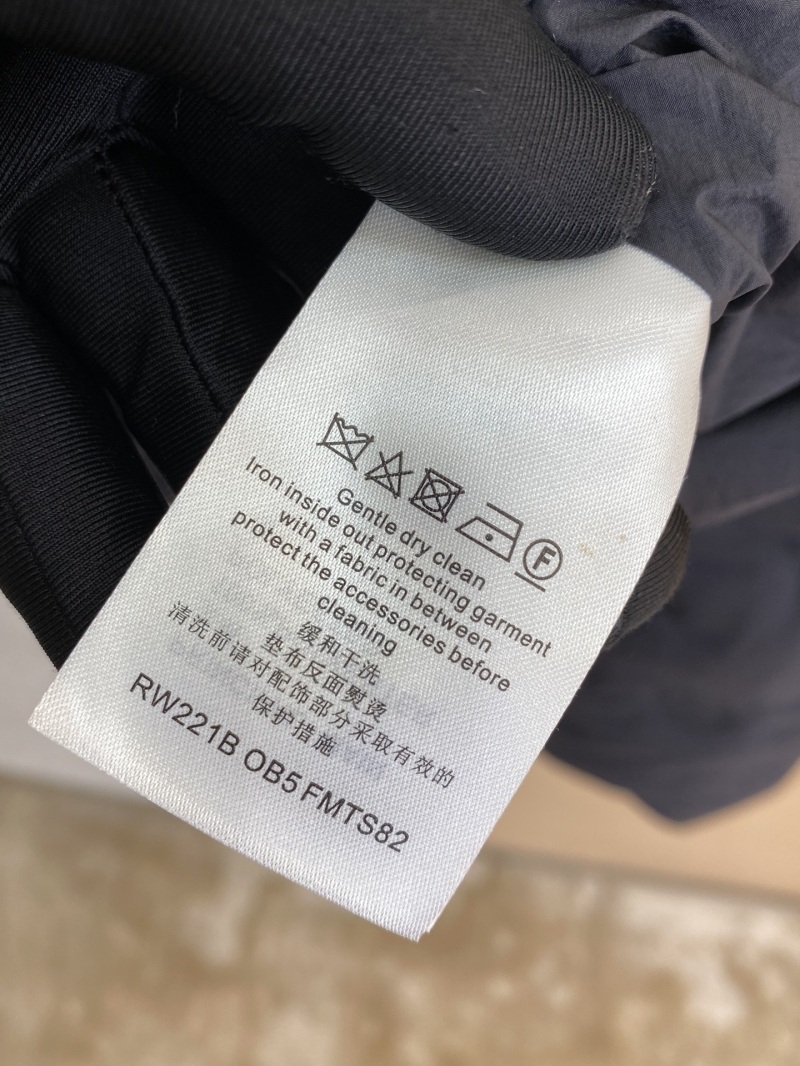 F
Gentle dry clean
Iron inside out protecting garment
with a fabric in between
protect the accessories before
cleaning
缓和干洗
垫布反面熨烫
清洗前请对配饰部分采取有效的
保护措施
RW221B OB5 FMTS82